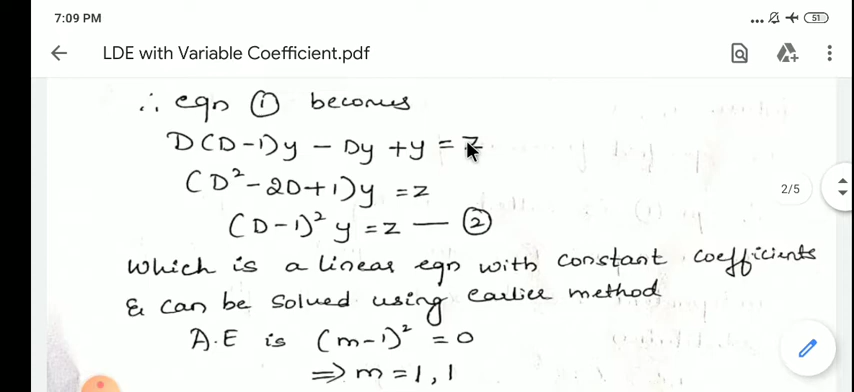 7:09 PM
... 51
LDE with Variable Coefficient.pdf
∴ eqn ① becomes
D(D-1)y - Dy + y = z
(D²-2D+1)y = z
2/5
(D-1)² y = z — ②
which is a linear eqn with constant coefficients
& can be solved using earlier method
A.E is (m-1)² = 0
⇒ m = 1, 1